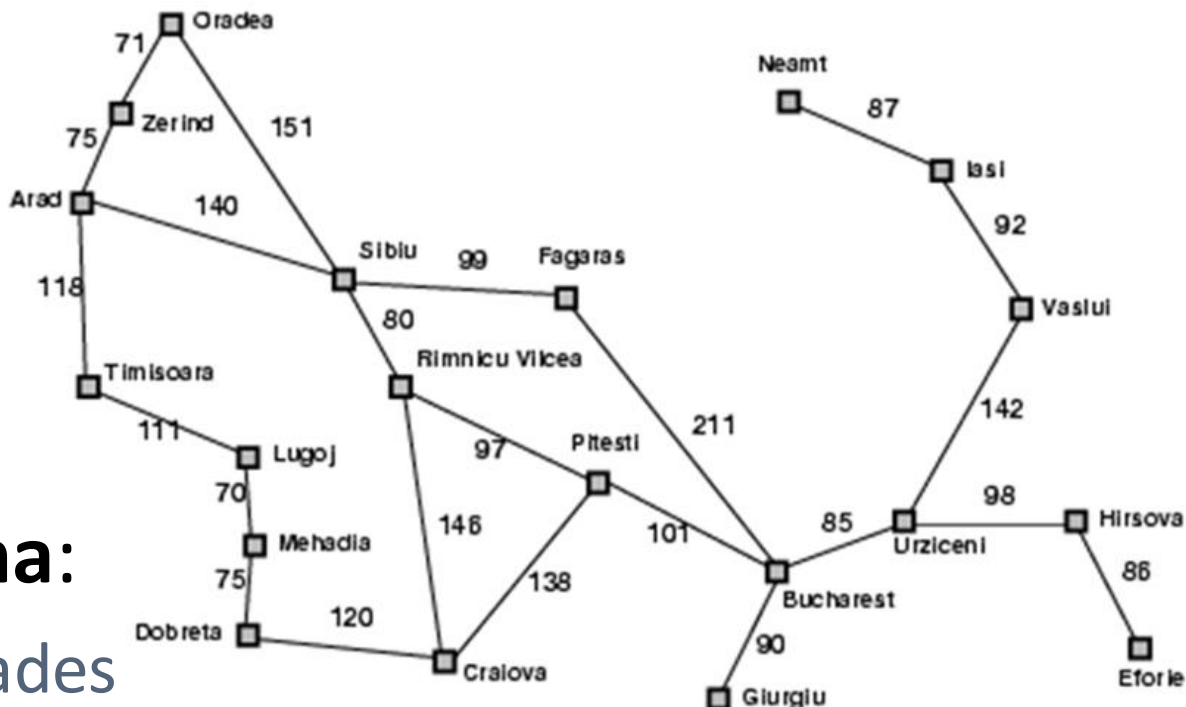 Oradea
71
Neamt
87
Zerind
151
75
Iasi
Arad
140
92
Sibiu
99
Fagaras
118
80
Vaslui
Rimnicu Vilcea
Timisoara
142
111
211
Lugoj
97
Pitesti
70
98
146
85
Hirsova
101
Mehadia
Urziceni
na:
75
138
86
Bucharest
120
Dobreta
90
ades
Craiova
Eforie
Giurgiu